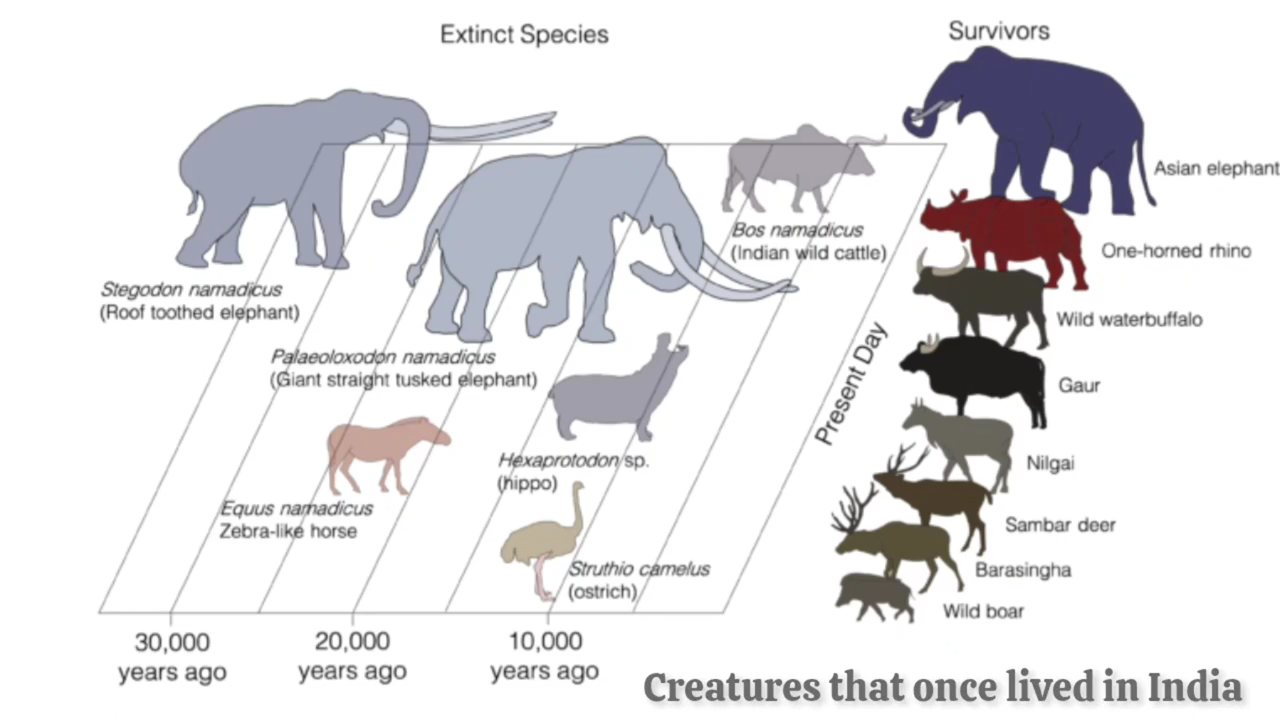 Extinct Species
Survivors
Asian elephant
Bos namadicus
(Indian wild cattle)
One-horned rhino
Stegodon namadicus
(Roof toothed elephant)
Wild waterbuffalo
Palaeoloxodon namadicus
(Giant straight tusked elephant)
Present Day
Gaur
Hexaprotodon sp.
(hippo)
Nilgai
Equus namadicus
Zebra-like horse
Sambar deer
Struthio camelus
(ostrich)
Barasingha
Wild boar
30,000
years ago
20,000
years ago
10,000
years ago
Creatures that once lived in India